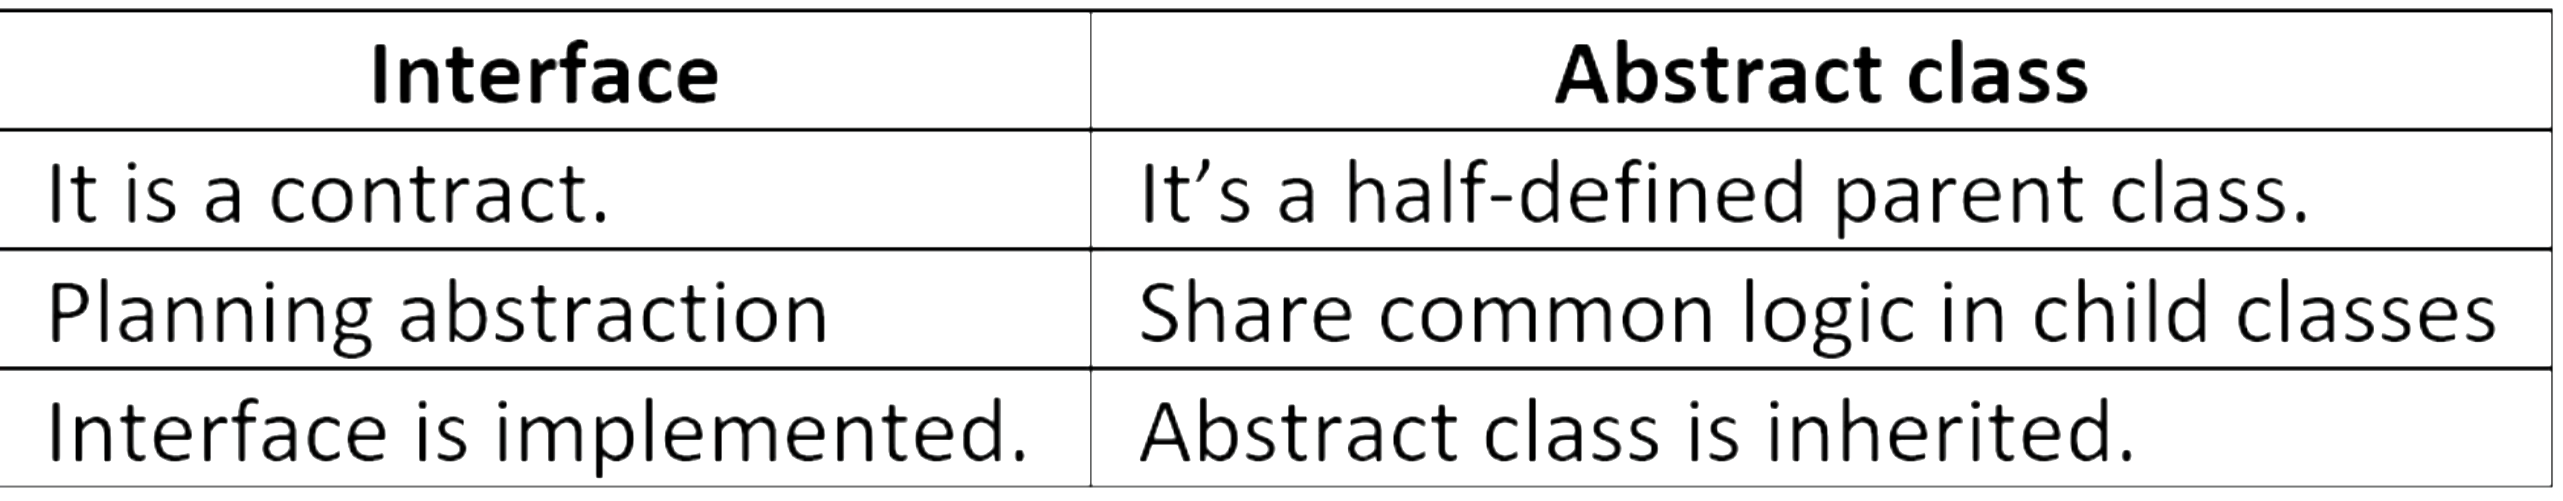 Interface Abstract class
It is a contract. It’s a half-defined parent class.
Planning abstraction Share common logic in child classes
Interface is implemented. Abstract class is inherited.